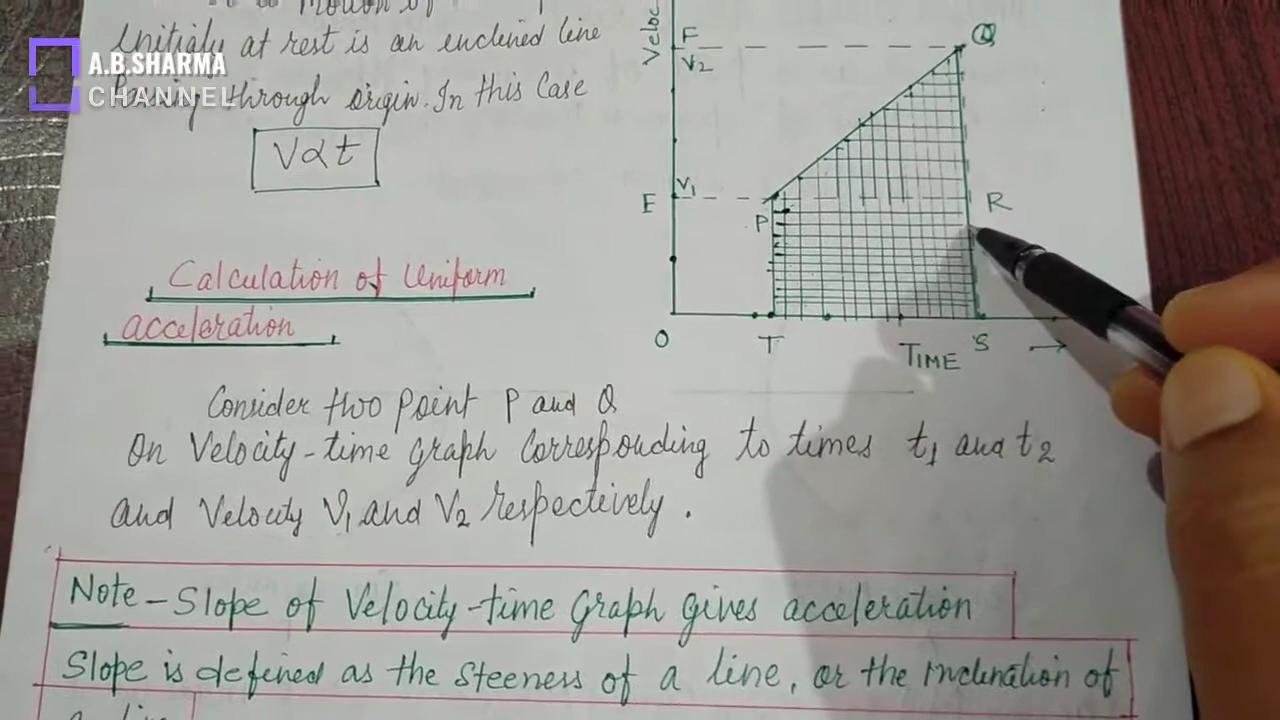 Initialy at rest is an enclined line
A.B.SHARMA
CHANNEL
through origin. In this Case
V∝t
F
V2
Q
V1
E
P
R
O
T
TIME
S
Calculation of Uniform
acceleration
Consider two point P and Q
On Velocity-time graph corresponding to times t1 and t2
and Velocity V1 and V2 respectively.
Note - Slope of Velocity-time Graph gives acceleration
Slope is defined as the Steeness of a line, or the Inclination of